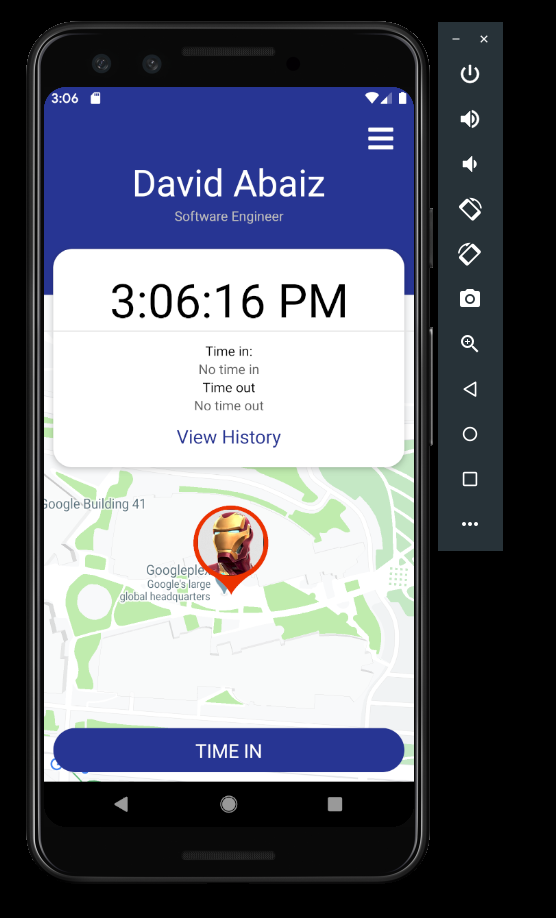 3:06
David Abaiz
Software Engineer
3:06:16 PM
Time in:
No time in
Time out
No time out
View History
Google Building 41
Googleplex
Google's large
global headquarters
TIME IN